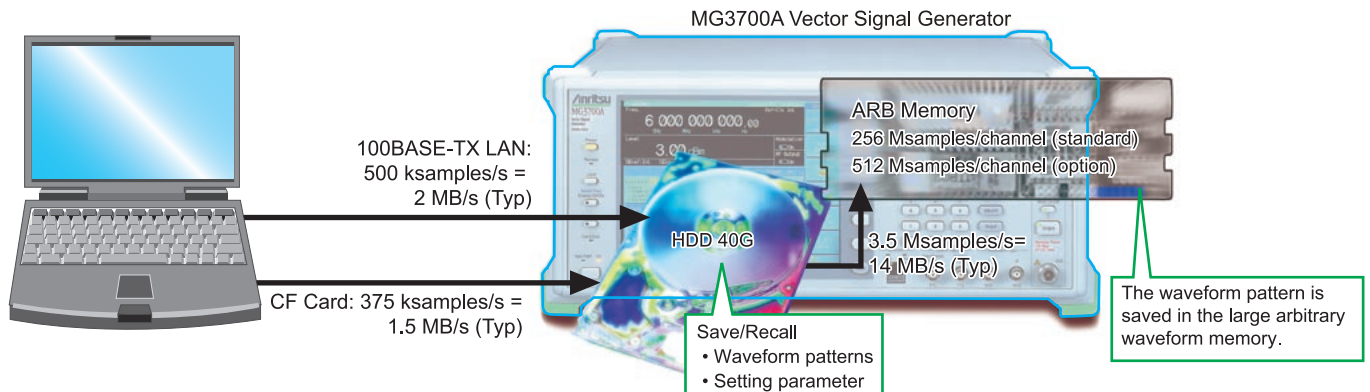 MG3700A Vector Signal Generator
Anritsu
MG3700A
6 000 000 000.00
Level
3.00 dBm
ARB Memory
256 Msamples/channel (standard)
512 Msamples/channel (option)
100BASE-TX LAN:
500 ksamples/s =
2 MB/s (Typ)
HDD 40G
3.5 Msamples/s=
14 MB/s (Typ)
CF Card: 375 ksamples/s =
1.5 MB/s (Typ)
Save/Recall
• Waveform patterns
• Setting parameter
The waveform pattern is
saved in the large arbitrary
waveform memory.